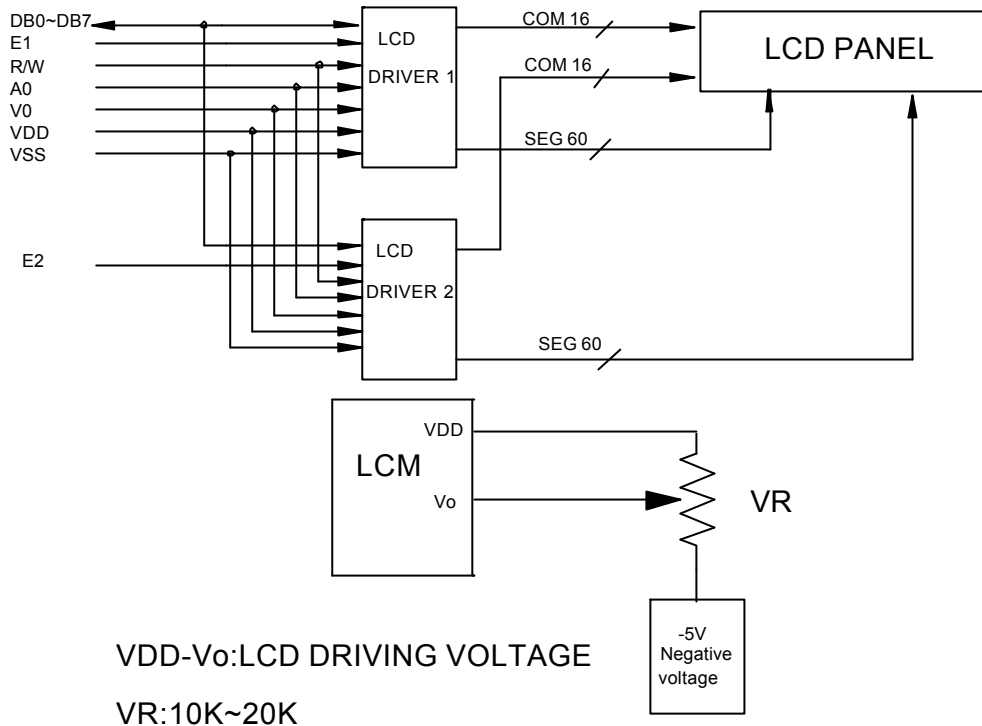 DB0~DB7
E1
R/W
A0
V0
VDD
VSS
E2
LCD
DRIVER 1
LCD
DRIVER 2
COM 16
COM 16
SEG 60
SEG 60
LCD PANEL
LCM
VDD
Vo
VR
-5V
Negative
voltage
VDD-Vo:LCD DRIVING VOLTAGE
VR:10K~20K